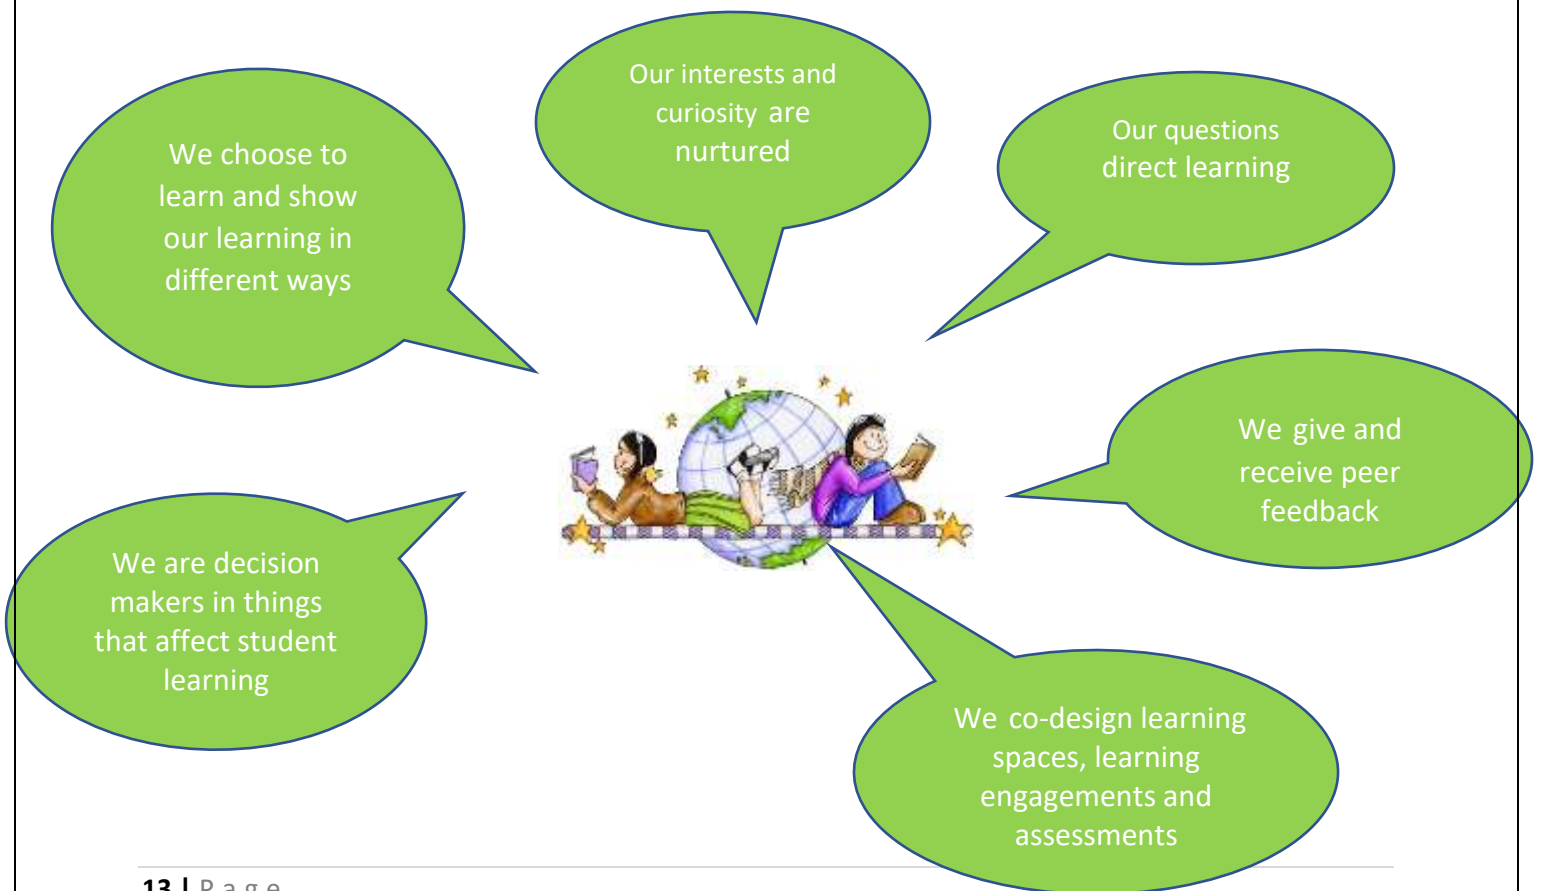 Our interests and
curiosity are
nurtured
Our questions
direct learning
We choose to
learn and show
our learning in
different ways
We give and
receive peer
feedback
We are decision
makers in things
that affect student
learning
We co-design learning
spaces, learning
engagements and
assessments
13 | P a g e